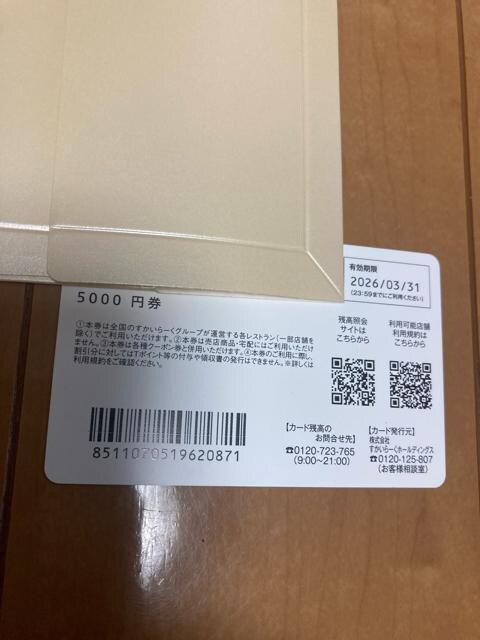 有効期限
2026/03/31
(23:59までにご利用ください)
5000 円券
①本券は全国のすかいらーくグループが運営する各レストラン(一部店舗を
除く)でご利用いただけます。②本券は売店商品・宅配にはご利用いただけ
ません。③本券は各種クーポン券と併用いただけます。④本券のご利用に際し、
割引分に対してはTポイント等の付与や領収書の発行はできません。※詳しくは
利用規約をご確認ください。
残高照会
サイトは
こちらから
利用可能店舗
利用規約は
こちらから
8511070519620871
【カード残高の
お問合せ先】
☎0120-723-765
(9:00~21:00)
【カード発行元】
株式会社
すかいらーくホールディングス
☎0120-125-807
(お客様相談室)